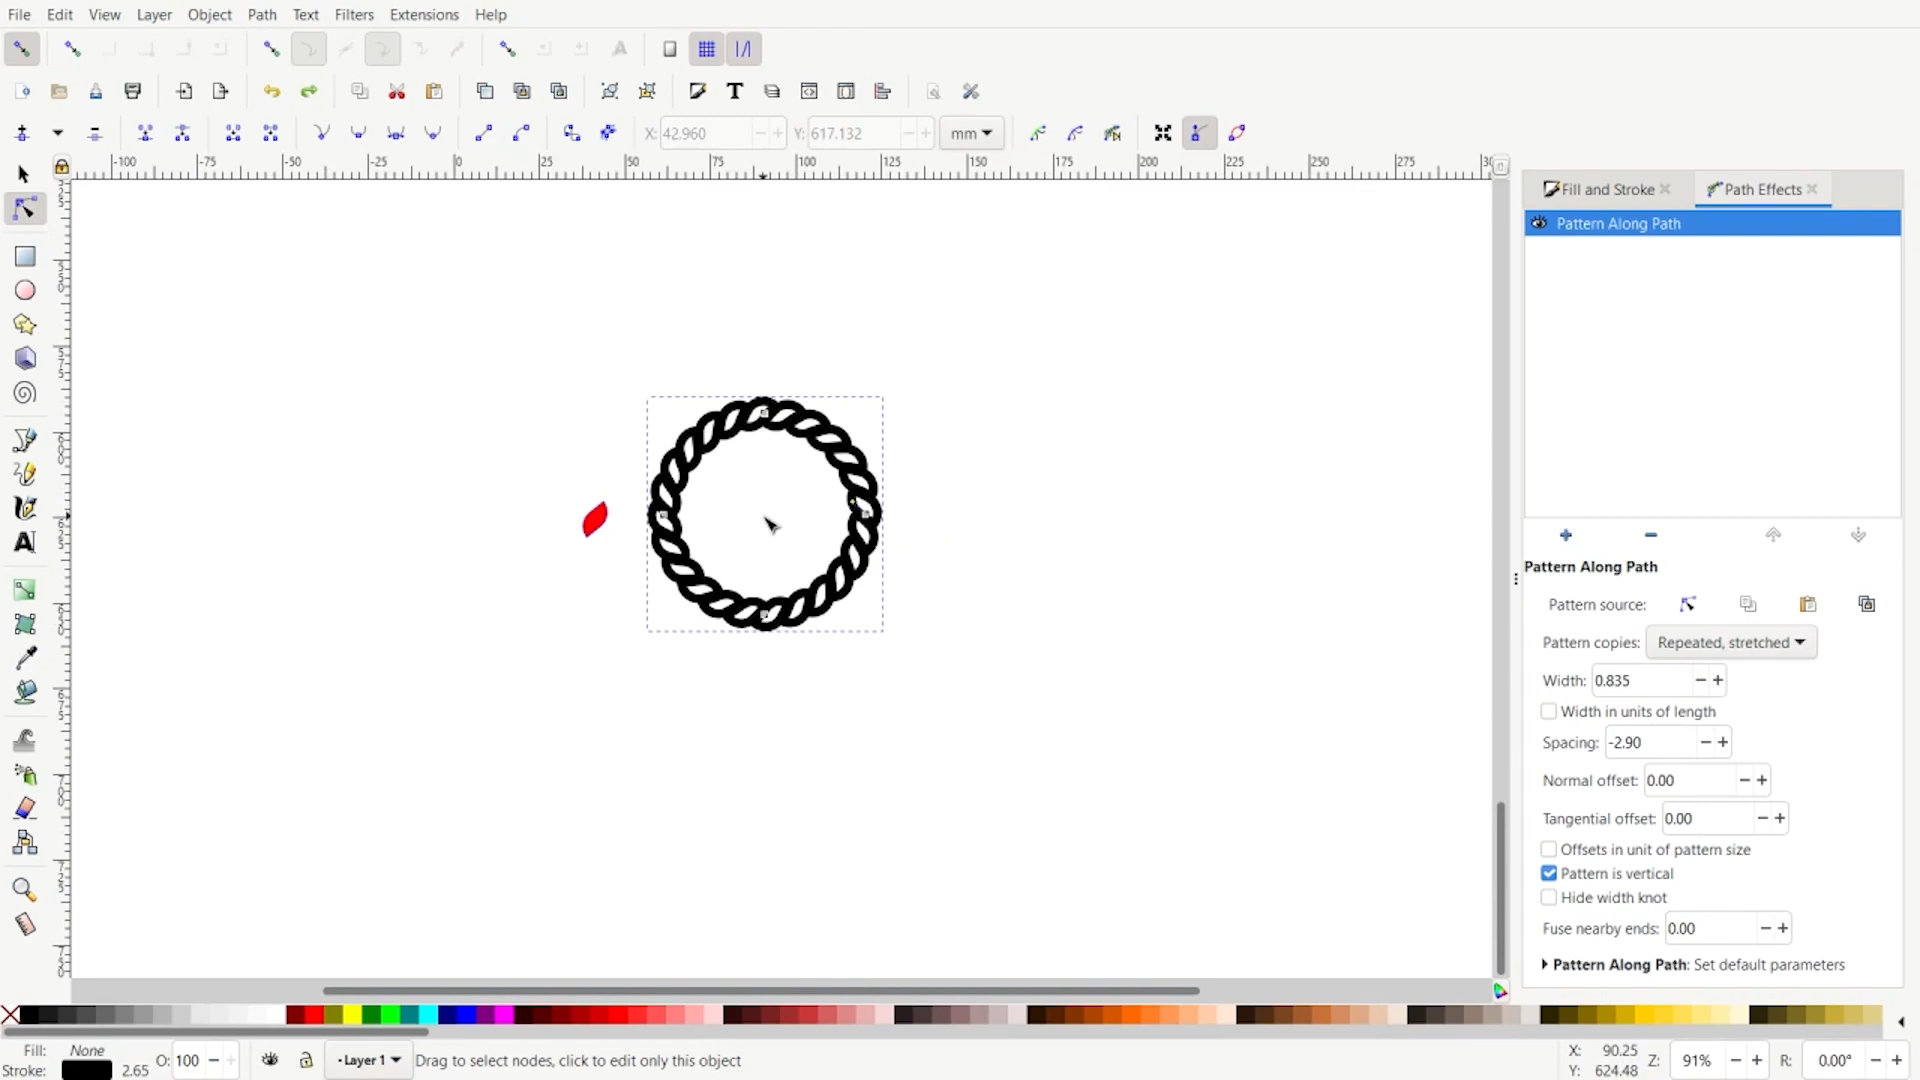 File Edit View Layer Object Path Text Filters Extensions Help
X: 42.960 Y: 617.132 mm
-100 -75 -50 -25 0 25 50 75 100 125 150 175 200 225 250 275
Fill and Stroke Path Effects
Pattern Along Path
Pattern Along Path
Pattern source:
Pattern copies: Repeated, stretched
Width: 0.835
Width in units of length
Spacing: -2.90
Normal offset: 0.00
Tangential offset: 0.00
Offsets in unit of pattern size
Pattern is vertical
Hide width knot
Fuse nearby ends: 0.00
Pattern Along Path: Set default parameters
Fill: None
Stroke: 2.65 O: 100 Layer 1 Drag to select nodes, click to edit only this object
X: 90.25
Y: 624.48
Z: 91% R: 0.00°